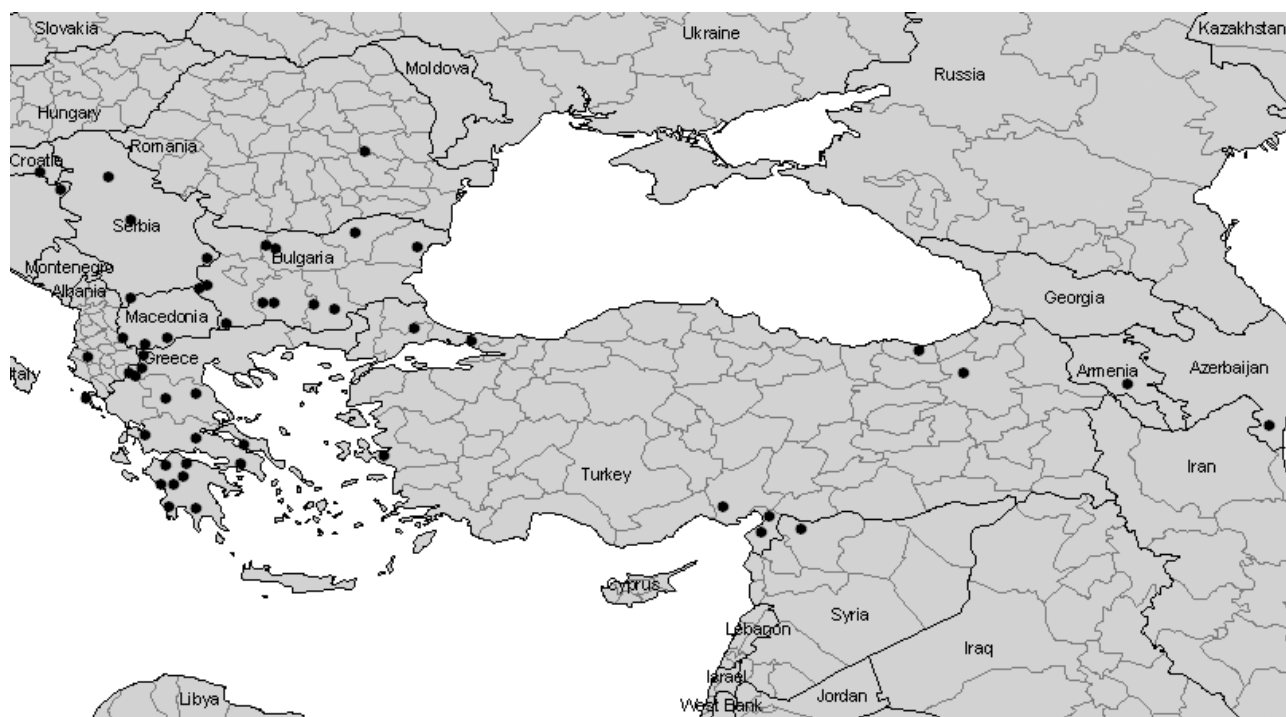 Slovakia
Ukraine
Kazakhstan
Moldova
Russia
Hungary
Romania
Croatia
Serbia
Bulgaria
Montenegro
Albania
Georgia
Macedonia
Greece
Italy
Armenia
Azerbaijan
Turkey
Iran
Cyprus
Syria
Lebanon
Iraq
Israel
Libya
Jordan
West Bank